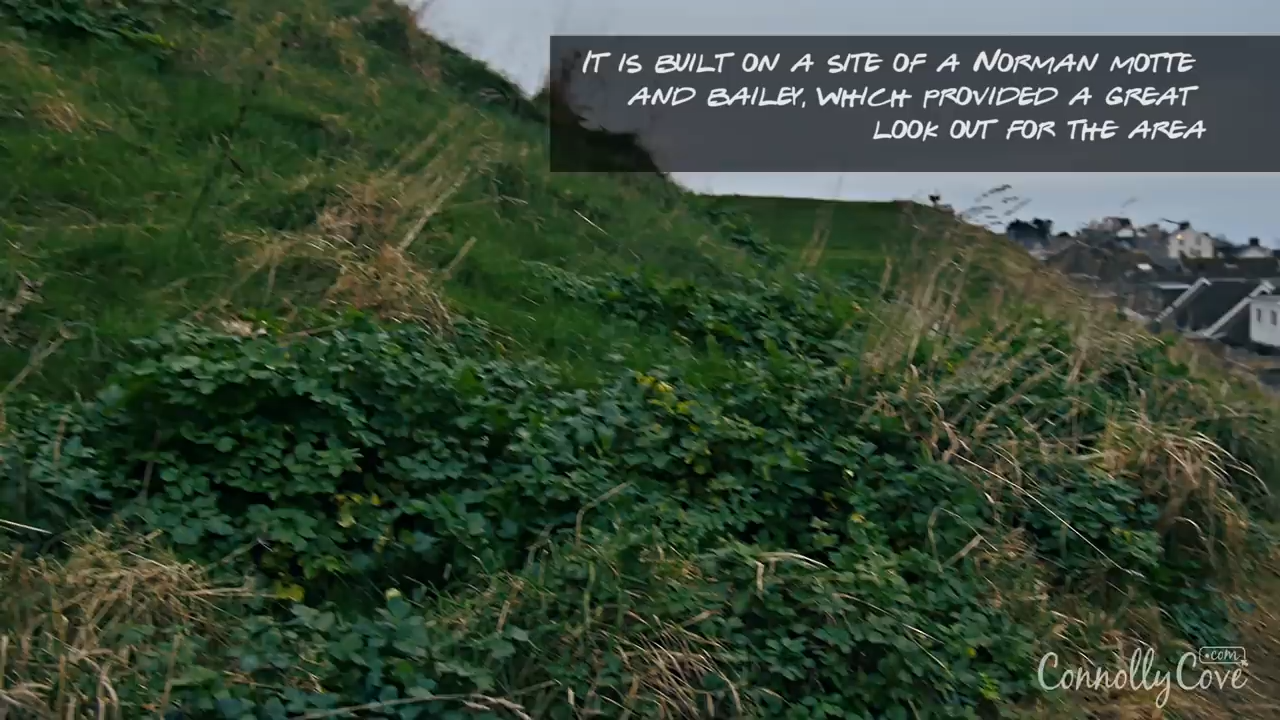 IT IS BUILT ON A SITE OF A NORMAN MOTTE
AND BAILEY, WHICH PROVIDED A GREAT
LOOK OUT FOR THE AREA
ConnollyCove
.com